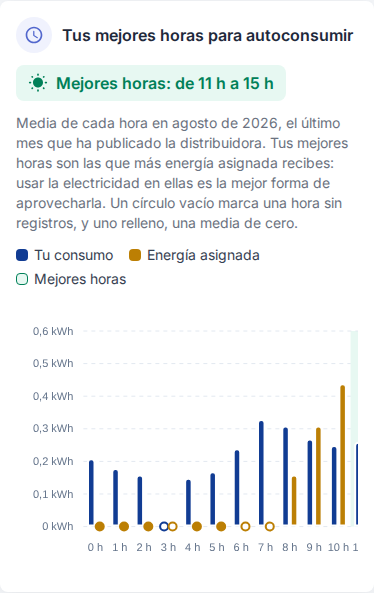 Tus mejores horas para autoconsumir
Mejores horas: de 11 h a 15 h
Media de cada hora en agosto de 2026, el último
mes que ha publicado la distribuidora. Tus mejores
horas son las que más energía asignada recibes:
usar la electricidad en ellas es la mejor forma de
aprovecharla. Un círculo vacío marca una hora sin
registros, y uno relleno, una media de cero.
Tu consumo Energía asignada
Mejores horas
0,6 kWh
0,5 kWh
0,4 kWh
0,3 kWh
0,2 kWh
0,1 kWh
0 kWh
0 h 1 h 2 h 3 h 4 h 5 h 6 h 7 h 8 h 9 h 10 h 1